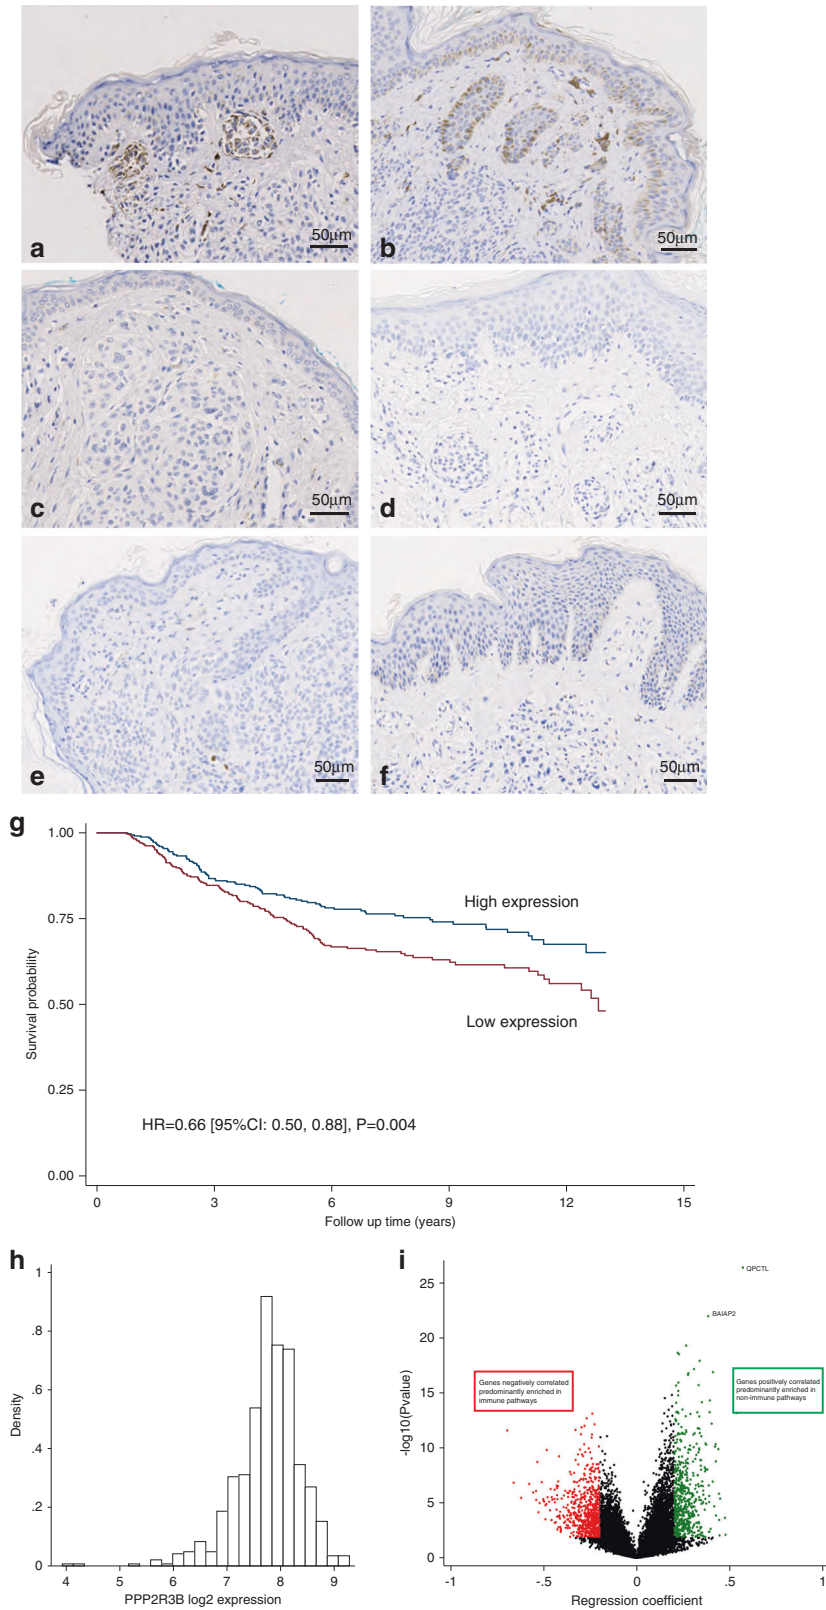 50µm
50µm
a
b
50µm
50µm
c
d
50µm
50µm
e
f
g
1.00
0.75
0.50
0.25
0.00
Survival probability
High expression
Low expression
HR=0.66 [95%CI: 0.50, 0.88], P=0.004
0 3 6 9 12 15
Follow up time (years)
h
1
.8
.6
.4
.2
0
Density
4 5 6 7 8 9
PPP2R3B log2 expression
i
25
20
15
10
5
0
-log10(Pvalue)
QPCTL
BAIAP2
Genes negatively correlated
predominantly enriched in
immune pathways
Genes positively correlated
predominantly enriched in
non-immune pathways
-1 -.5 0 .5 1
Regression coefficient